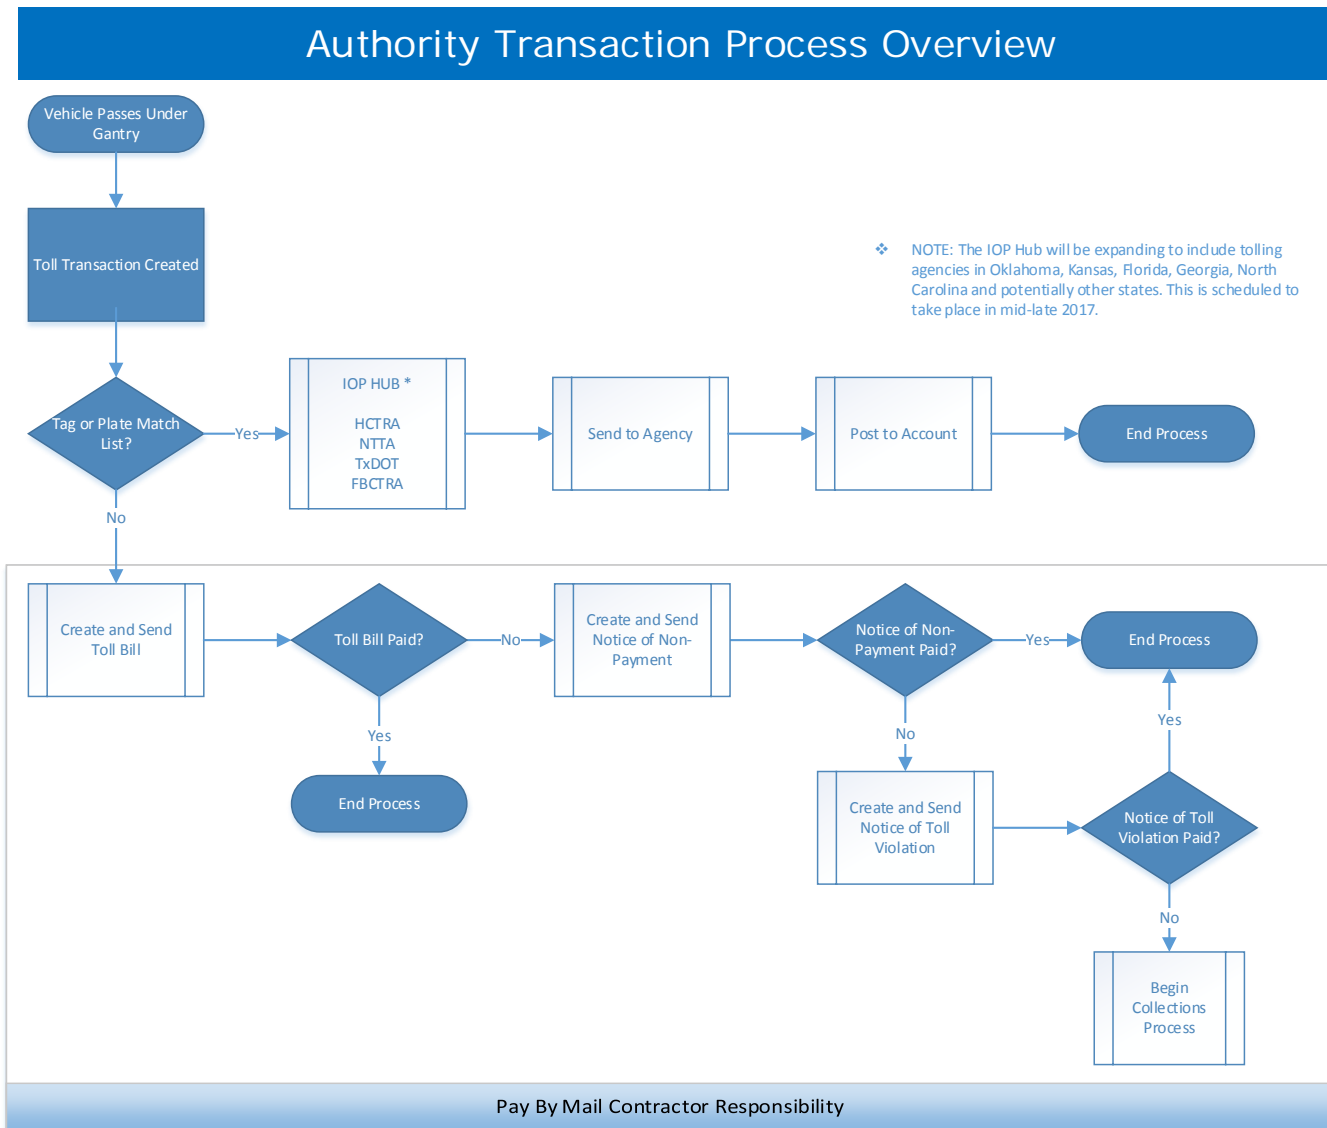 Authority Transaction Process Overview
Vehicle Passes Under
Gantry
Toll Transaction Created
❖ NOTE: The IOP Hub will be expanding to include tolling
agencies in Oklahoma, Kansas, Florida, Georgia, North
Carolina and potentially other states. This is scheduled to
take place in mid-late 2017.
Tag or Plate Match
List?
Yes
IOP HUB *
HCTRA
NTTA
TxDOT
FBCTRA
Send to Agency
Post to Account
End Process
No
Create and Send
Toll Bill
Toll Bill Paid?
No
Create and Send
Notice of Non-
Payment
Notice of Non-
Payment Paid?
Yes
End Process
Yes
End Process
No
Create and Send
Notice of Toll
Violation
Notice of Toll
Violation Paid?
Yes
No
Begin
Collections
Process
Pay By Mail Contractor Responsibility